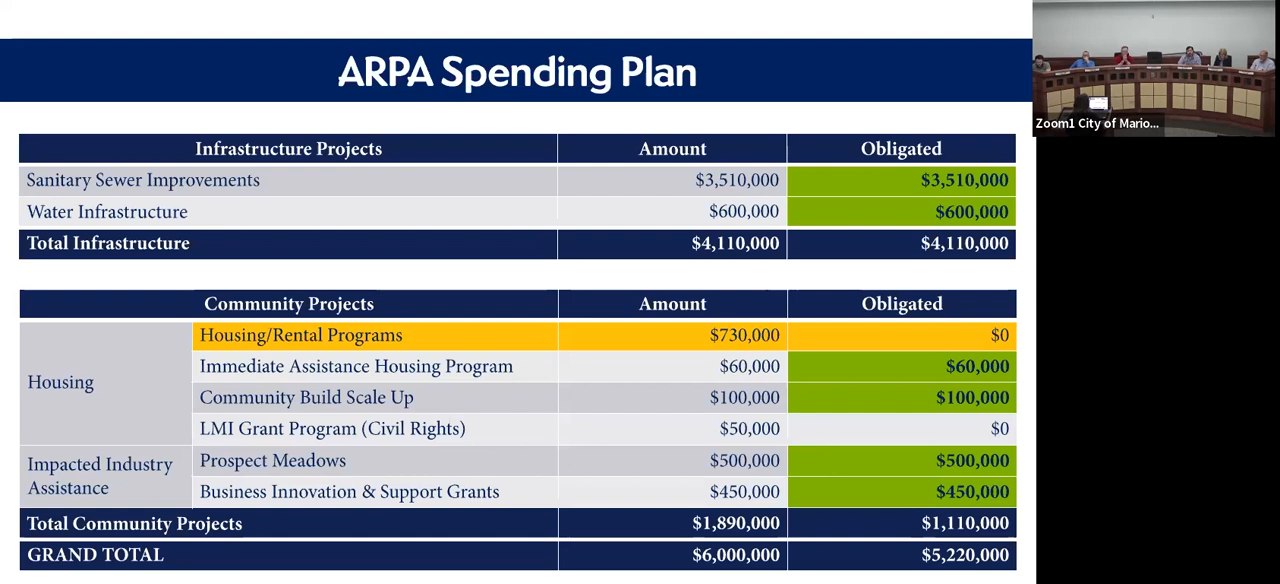 ARPA Spending Plan
Zoom1 City of Mario...
Infrastructure Projects Amount Obligated
Sanitary Sewer Improvements $3,510,000 $3,510,000
Water Infrastructure $600,000 $600,000
Total Infrastructure $4,110,000 $4,110,000
Community Projects Amount Obligated
Housing
Housing/Rental Programs $730,000 $0
Immediate Assistance Housing Program $60,000 $60,000
Community Build Scale Up $100,000 $100,000
LMI Grant Program (Civil Rights) $50,000 $0
Impacted Industry
Assistance
Prospect Meadows $500,000 $500,000
Business Innovation & Support Grants $450,000 $450,000
Total Community Projects $1,890,000 $1,110,000
GRAND TOTAL $6,000,000 $5,220,000